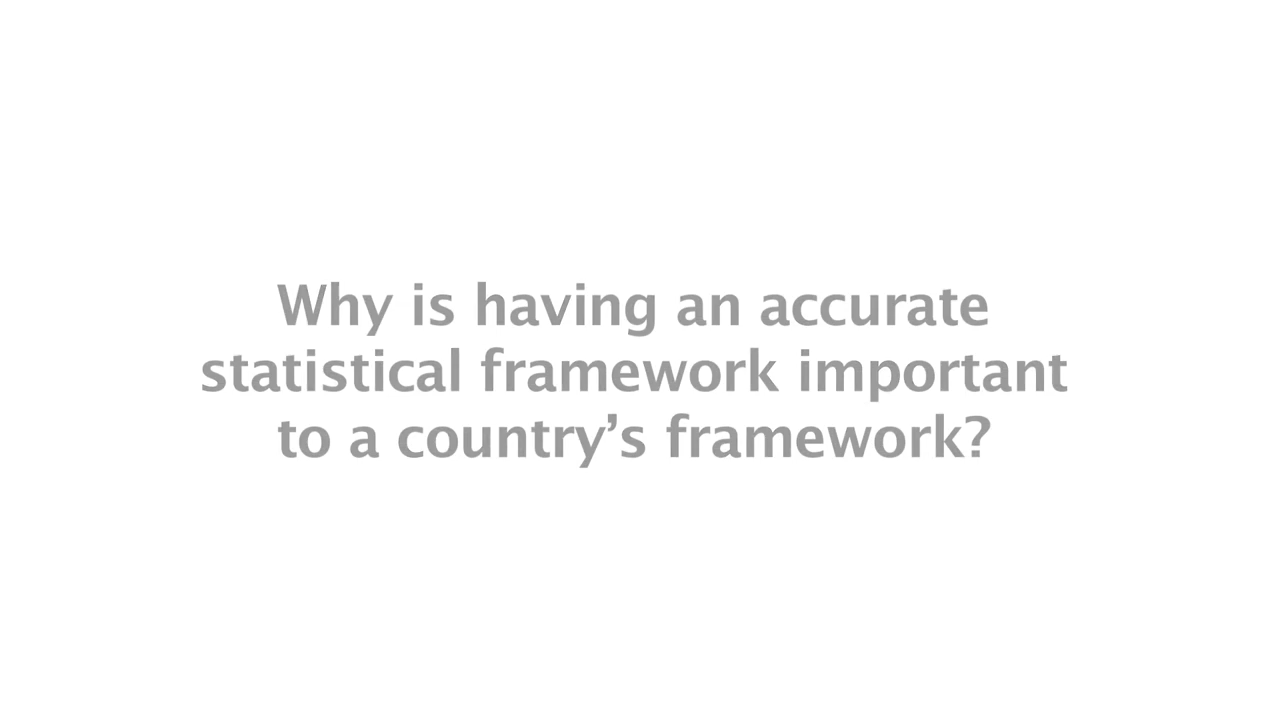 Why is having an accurate
statistical framework important
to a country’s framework?